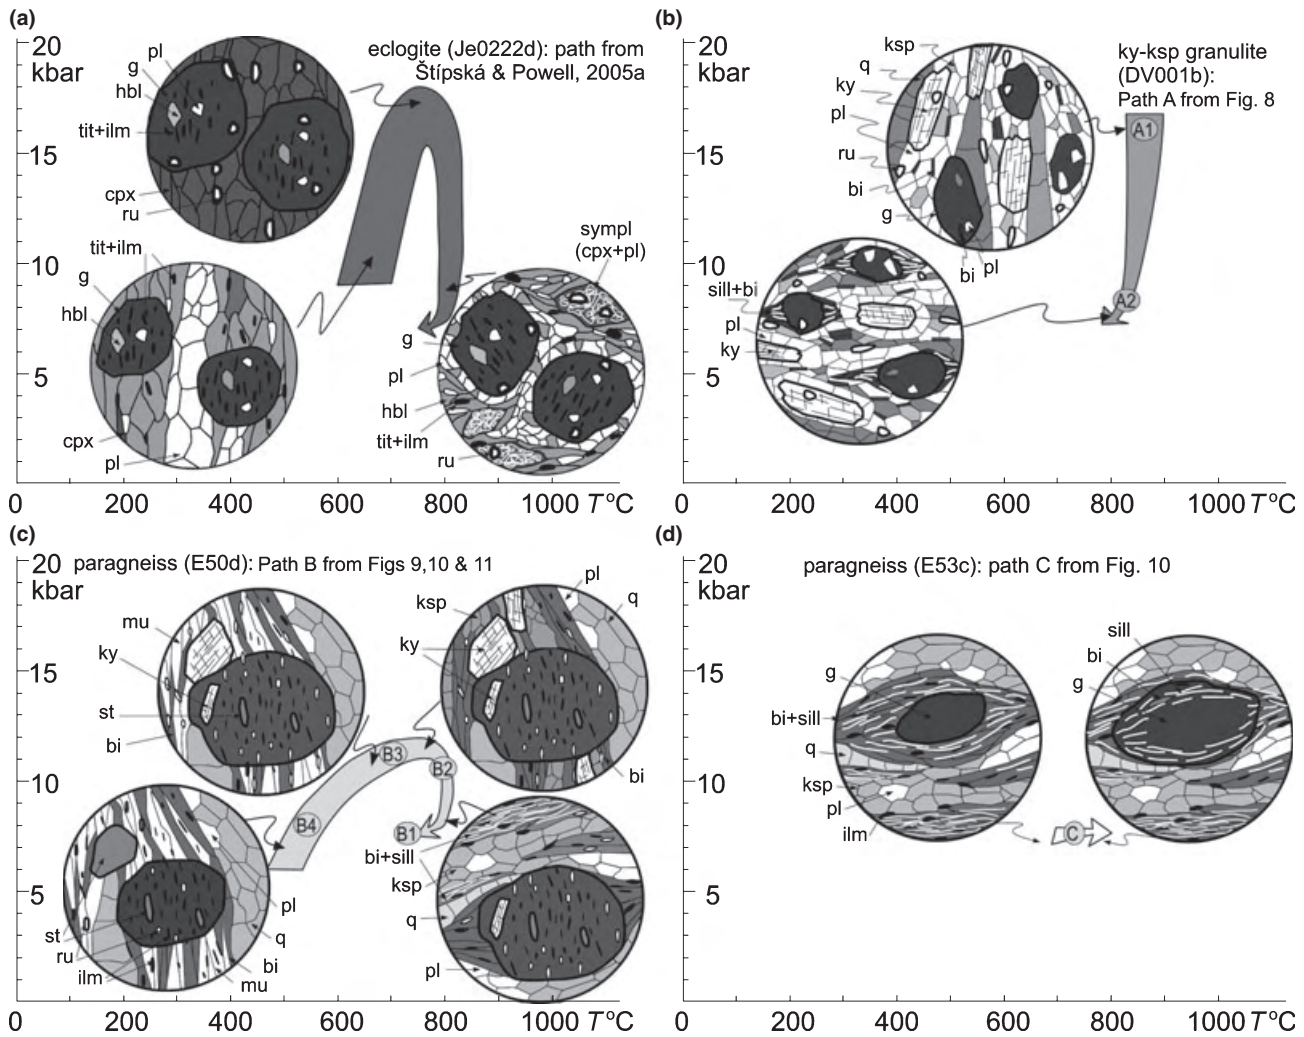 (a)
20
kbar
15
10
5
0 200 400 600 800 1000 T°C
eclogite (Je0222d): path from
Štípská & Powell, 2005a
pl
g
hbl
tit+ilm
cpx
ru
tit+ilm
g
hbl
cpx
pl
sympl
(cpx+pl)
g
pl
hbl
tit+ilm
ru
(b)
20
kbar
15
10
5
0 200 400 600 800 1000 T°C
ky-ksp granulite
(DV001b):
Path A from Fig. 8
ksp
q
ky
pl
ru
bi
g
bi
pl
A1
sill+bi
pl
ky
A2
(c)
20
kbar
15
10
5
0 200 400 600 800 1000 T°C
paragneiss (E50d): Path B from Figs 9,10 & 11
mu
ky
st
bi
ksp
ky
pl
q
bi
B3
B2
B4
B1
st
ru
ilm
pl
q
bi
mu
bi+sill
ksp
q
pl
(d)
20
kbar
15
10
5
0 200 400 600 800 1000 T°C
paragneiss (E53c): path C from Fig. 10
g
bi+sill
q
ksp
pl
ilm
sill
bi
g
C